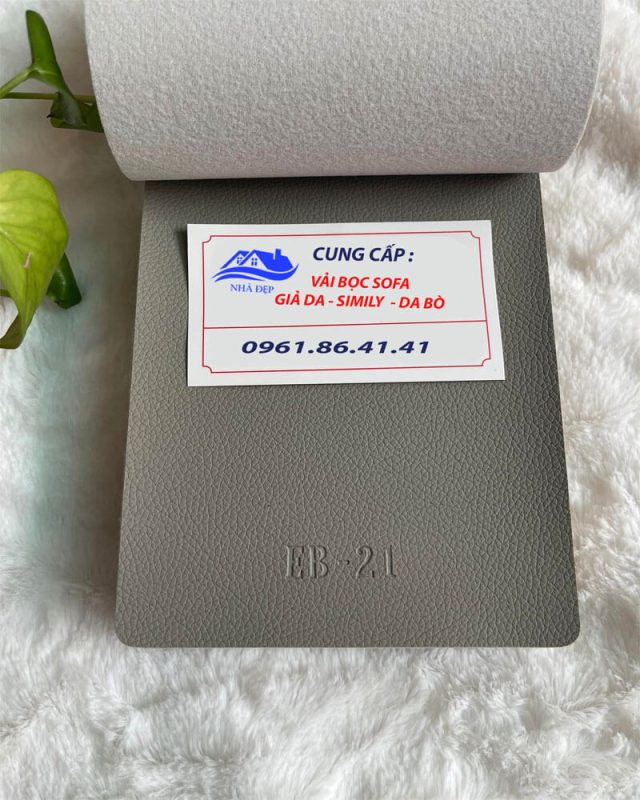 CUNG CẤP :
NHÀ ĐẸP
VẢI BỌC SOFA
GIẢ DA - SIMILY - DA BÒ
0961.86.41.41
EB-21